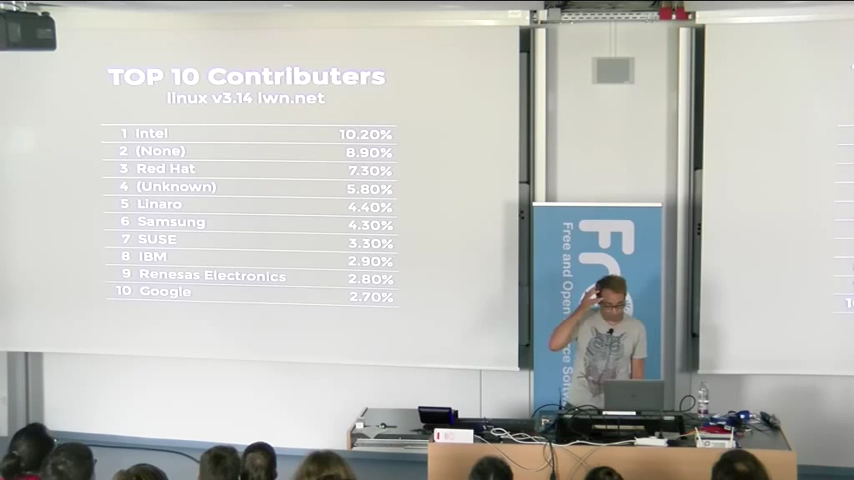 TOP 10 Contributers
linux v3.14 lwn.net
1 Intel 10.20%
2 (None) 8.90%
3 Red Hat 7.30%
4 (Unknown) 5.80%
5 Linaro 4.40%
6 Samsung 4.30%
7 SUSE 3.30%
8 IBM 2.90%
9 Renesas Electronics 2.80%
10 Google 2.70%
Free and Open